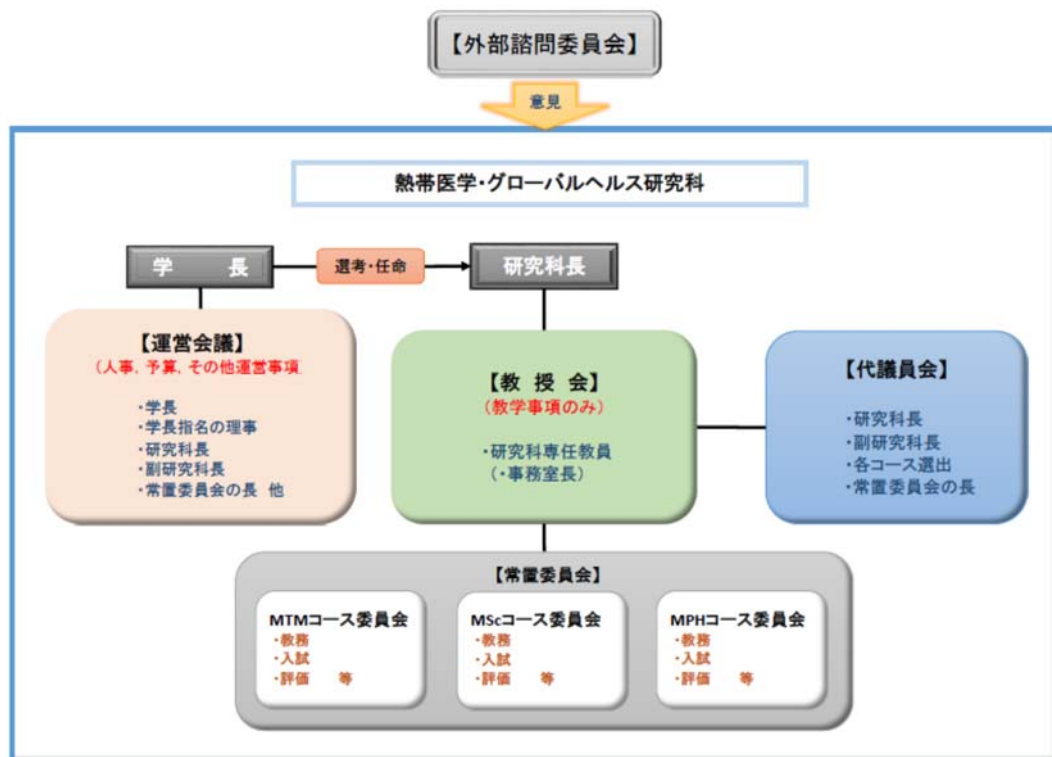 【外部諮問委員会】
意見
熱帯医学・グローバルヘルス研究科
学　　長
選考・任命
研究科長
【運営会議】
(人事, 予算, その他運営事項
・学長
・学長指名の理事
・研究科長
・副研究科長
・常置委員会の長 他
【教 授 会】
(教学事項のみ)
・研究科専任教員
(・事務室長)
【代議員会】
・研究科長
・副研究科長
・各コース選出
・常置委員会の長
【常置委員会】
MTMコース委員会
・教務
・入試
・評価　等
MScコース委員会
・教務
・入試
・評価　等
MPHコース委員会
・教務
・入試
・評価　等